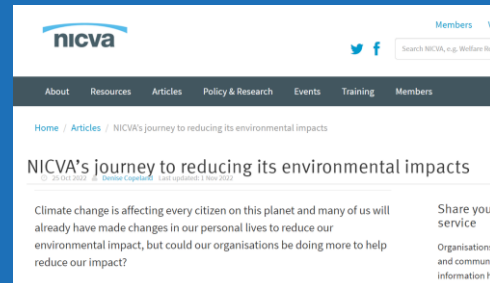 nicva
Members
Search NICVA, e.g. Welfare Re
About Resources Articles Policy & Research Events Training Members
Home / Articles / NICVA's journey to reducing its environmental impacts
NICVA's journey to reducing its environmental impacts
25 Oct 2022 Denise Copeland Last updated: 1 Nov 2022
Climate change is affecting every citizen on this planet and many of us will
already have made changes in our personal lives to reduce our
environmental impact, but could our organisations be doing more to help
reduce our impact?
Share you
service
Organisations
and commun
information h